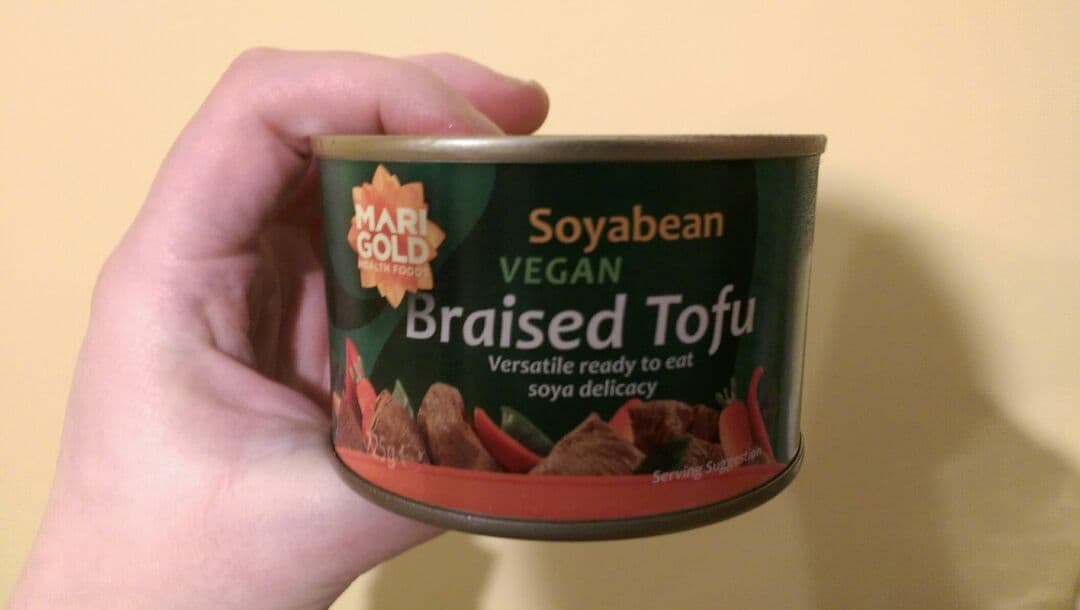 MARI
GOLD
HEALTH FOODS
Soyabean
VEGAN
Braised Tofu
Versatile ready to eat
soya delicacy
Serving Suggestion